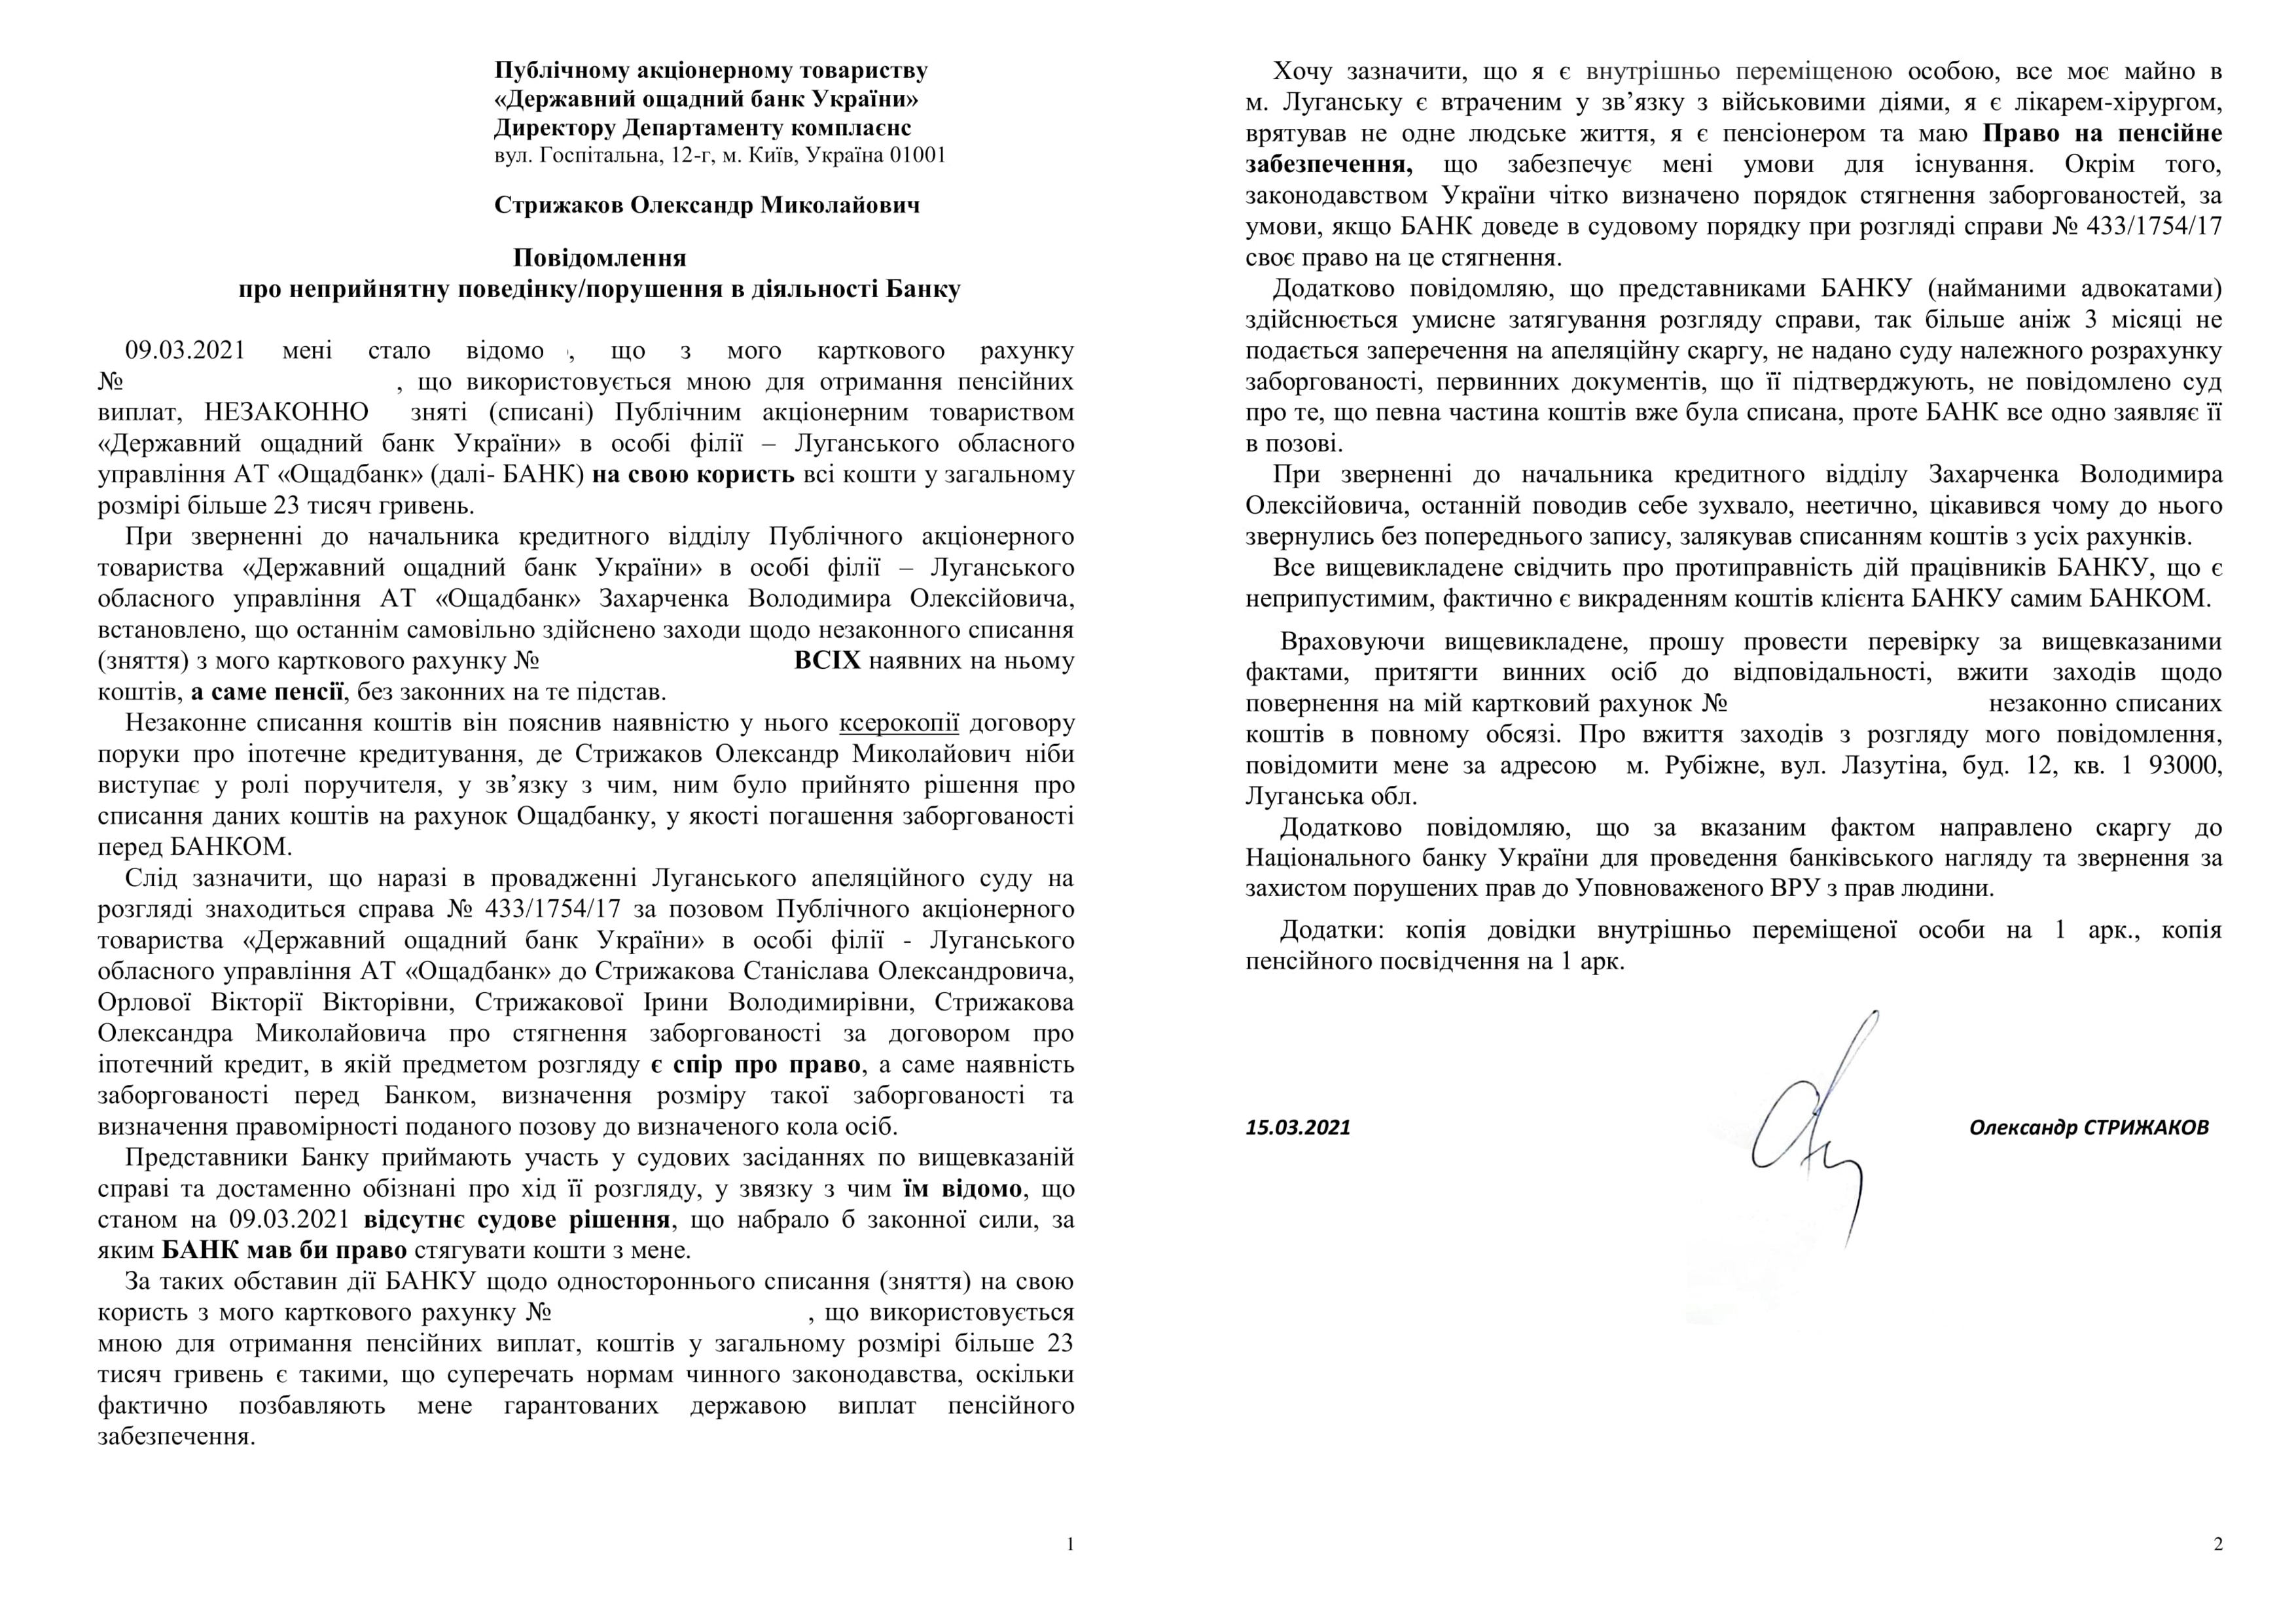 Публічному акціонерному товариству
«Державний ощадний банк України»
Директору Департаменту комплаєнс
вул. Госпітальна, 12-г, м. Київ, Україна 01001
Стрижаков Олександр Миколайович
Повідомлення
про неприйнятну поведінку/порушення в діяльності Банку
09.03.2021 мені стало відомо , що з мого карткового рахунку
№ , що використовується мною для отримання пенсійних
виплат, НЕЗАКОННО зняті (списані) Публічним акціонерним товариством
«Державний ощадний банк України» в особі філії – Луганського обласного
управління АТ «Ощадбанк» (далі- БАНК) на свою користь всі кошти у загальному
розмірі більше 23 тисяч гривень.
При зверненні до начальника кредитного відділу Публічного акціонерного
товариства «Державний ощадний банк України» в особі філії – Луганського
обласного управління АТ «Ощадбанк» Захарченка Володимира Олексійовича,
встановлено, що останнім самовільно здійснено заходи щодо незаконного списання
(зняття) з мого карткового рахунку № ВСІХ наявних на ньому
коштів, а саме пенсії, без законних на те підстав.
Незаконне списання коштів він пояснив наявністю у нього ксерокопії договору
поруки про іпотечне кредитування, де Стрижаков Олександр Миколайович ніби
виступає у ролі поручителя, у зв’язку з чим, ним було прийнято рішення про
списання даних коштів на рахунок Ощадбанку, у якості погашення заборгованості
перед БАНКОМ.
Слід зазначити, що наразі в провадженні Луганського апеляційного суду на
розгляді знаходиться справа № 433/1754/17 за позовом Публічного акціонерного
товариства «Державний ощадний банк України» в особі філії - Луганського
обласного управління АТ «Ощадбанк» до Стрижакова Станіслава Олександровича,
Орлової Вікторії Вікторівни, Стрижакової Ірини Володимирівни, Стрижакова
Олександра Миколайовича про стягнення заборгованості за договором про
іпотечний кредит, в якій предметом розгляду є спір про право, а саме наявність
заборгованості перед Банком, визначення розміру такої заборгованості та
визначення правомірності поданого позову до визначеного кола осіб.
Представники Банку приймають участь у судових засіданнях по вищевказаній
справі та достаменно обізнані про хід її розгляду, у звязку з чим їм відомо, що
станом на 09.03.2021 відсутнє судове рішення, що набрало б законної сили, за
яким БАНК мав би право стягувати кошти з мене.
За таких обставин дії БАНКУ щодо одностороннього списання (зняття) на свою
користь з мого карткового рахунку № , що використовується
мною для отримання пенсійних виплат, коштів у загальному розмірі більше 23
тисяч гривень є такими, що суперечать нормам чинного законодавства, оскільки
фактично позбавляють мене гарантованих державою виплат пенсійного
забезпечення.
1
Хочу зазначити, що я є внутрішньо переміщеною особою, все моє майно в
м. Луганську є втраченим у зв’язку з військовими діями, я є лікарем-хірургом,
врятував не одне людське життя, я є пенсіонером та маю Право на пенсійне
забезпечення, що забезпечує мені умови для існування. Окрім того,
законодавством України чітко визначено порядок стягнення заборгованостей, за
умови, якщо БАНК доведе в судовому порядку при розгляді справи № 433/1754/17
своє право на це стягнення.
Додатково повідомляю, що представниками БАНКУ (найманими адвокатами)
здійснюється умисне затягування розгляду справи, так більше аніж 3 місяці не
подається заперечення на апеляційну скаргу, не надано суду належного розрахунку
заборгованості, первинних документів, що її підтверджують, не повідомлено суд
про те, що певна частина коштів вже була списана, проте БАНК все одно заявляє її
в позові.
При зверненні до начальника кредитного відділу Захарченка Володимира
Олексійовича, останній поводив себе зухвало, неетично, цікавився чому до нього
звернулись без попереднього запису, залякував списанням коштів з усіх рахунків.
Все вищевикладене свідчить про протиправність дій працівників БАНКУ, що є
неприпустимим, фактично є викраденням коштів клієнта БАНКУ самим БАНКОМ.
Враховуючи вищевикладене, прошу провести перевірку за вищевказаними
фактами, притягти винних осіб до відповідальності, вжити заходів щодо
повернення на мій картковий рахунок № незаконно списаних
коштів в повному обсязі. Про вжиття заходів з розгляду мого повідомлення,
повідомити мене за адресою м. Рубіжне, вул. Лазутіна, буд. 12, кв. 1 93000,
Луганська обл.
Додатково повідомляю, що за вказаним фактом направлено скаргу до
Національного банку України для проведення банківського нагляду та звернення за
захистом порушених прав до Уповноваженого ВРУ з прав людини.
Додатки: копія довідки внутрішньо переміщеної особи на 1 арк., копія
пенсійного посвідчення на 1 арк.
15.03.2021 Олександр СТРИЖАКОВ
2